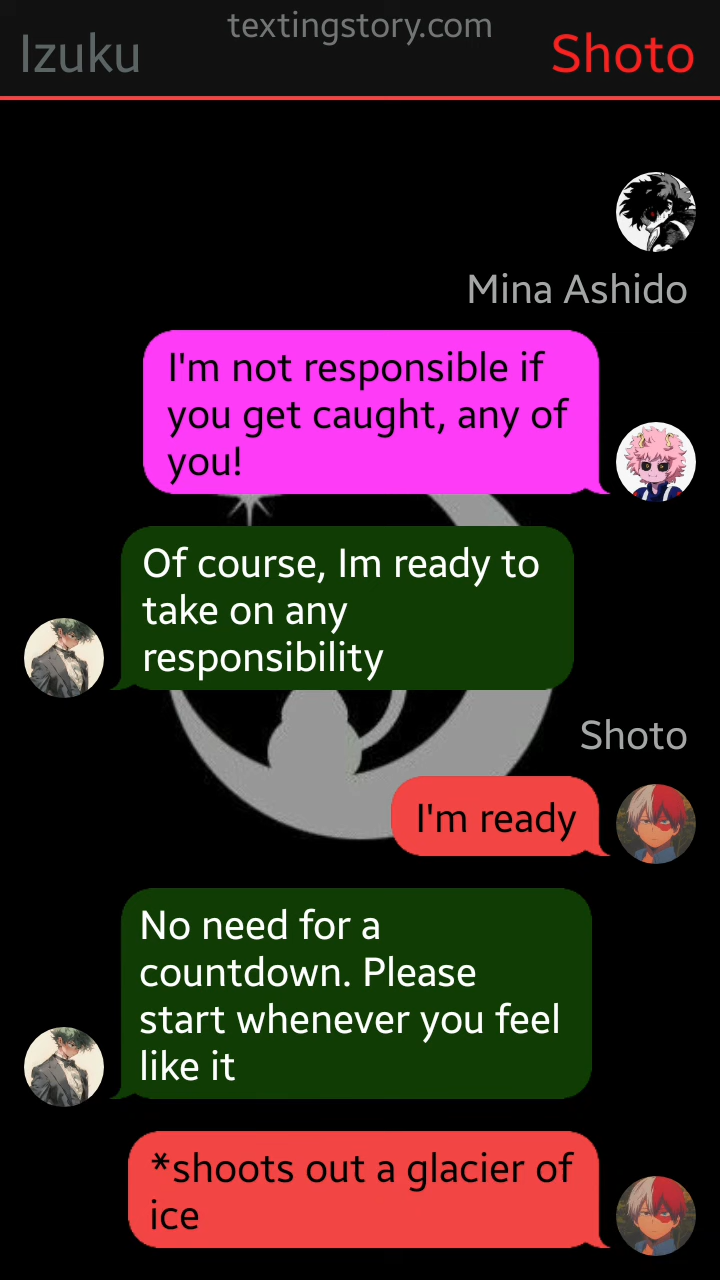 textingstory.com
Izuku
Shoto
Mina Ashido
I'm not responsible if
you get caught, any of
you!
Of course, Im ready to
take on any
responsibility
Shoto
I'm ready
No need for a
countdown. Please
start whenever you feel
like it
*shoots out a glacier of
ice